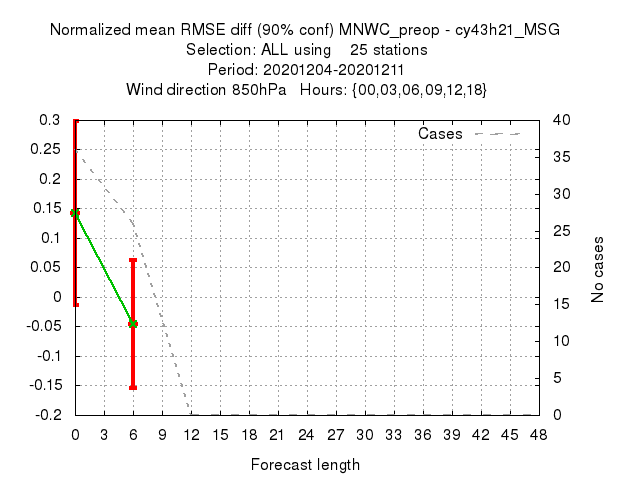 Normalized mean RMSE diff (90% conf) MNWC_preop - cy43h21_MSG
Selection: ALL using    25 stations
Period: 20201204-20201211
Wind direction 850hPa   Hours: {00,03,06,09,12,18}
Cases
0.3
0.25
0.2
0.15
0.1
0.05
0
-0.05
-0.1
-0.15
-0.2
40
35
30
25
20
15
10
5
0
No cases
0 3 6 9 12 15 18 21 24 27 30 33 36 39 42 45 48
Forecast length